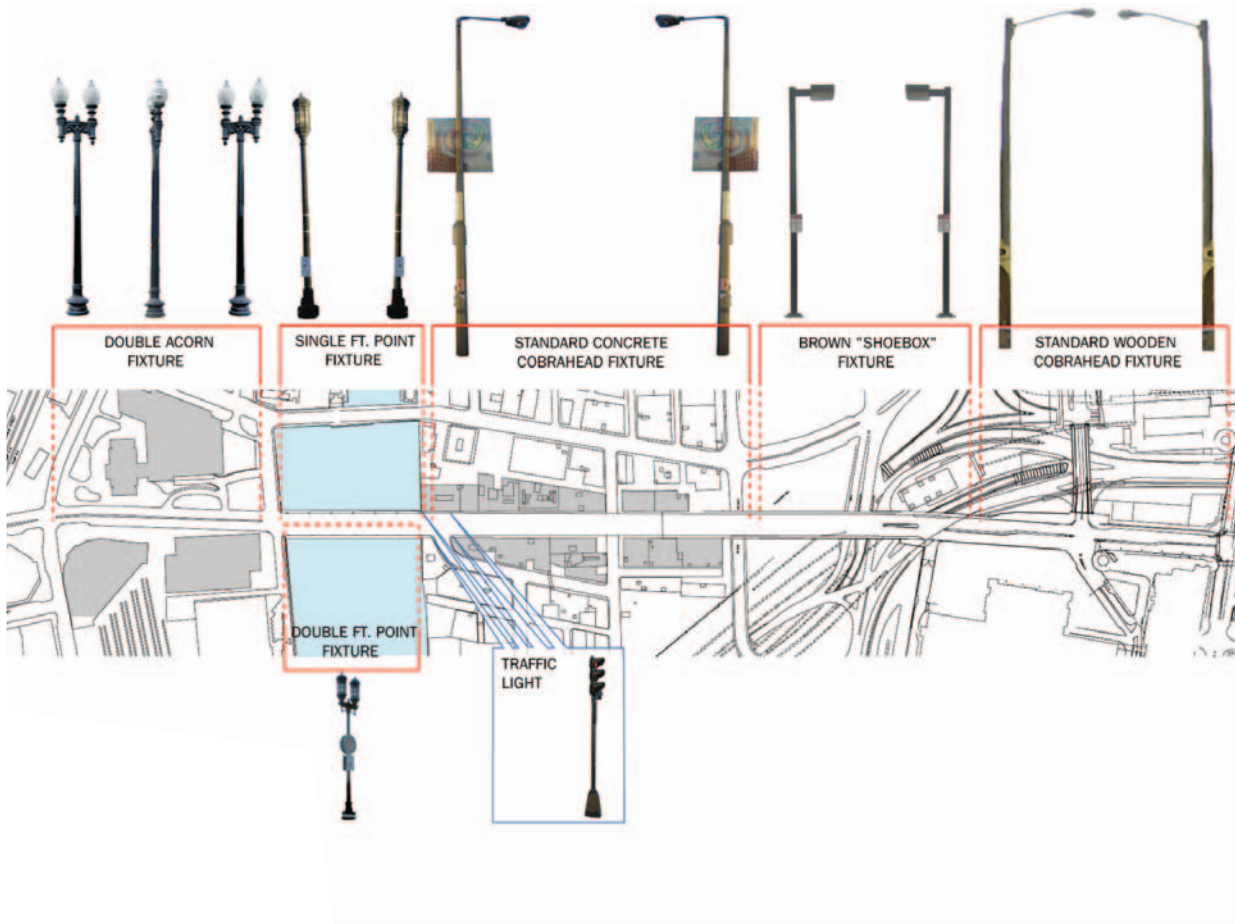 DOUBLE ACORN
FIXTURE
SINGLE FT. POINT
FIXTURE
STANDARD CONCRETE
COBRAHEAD FIXTURE
BROWN "SHOEBOX"
FIXTURE
STANDARD WOODEN
COBRAHEAD FIXTURE
DOUBLE FT. POINT
FIXTURE
TRAFFIC
LIGHT